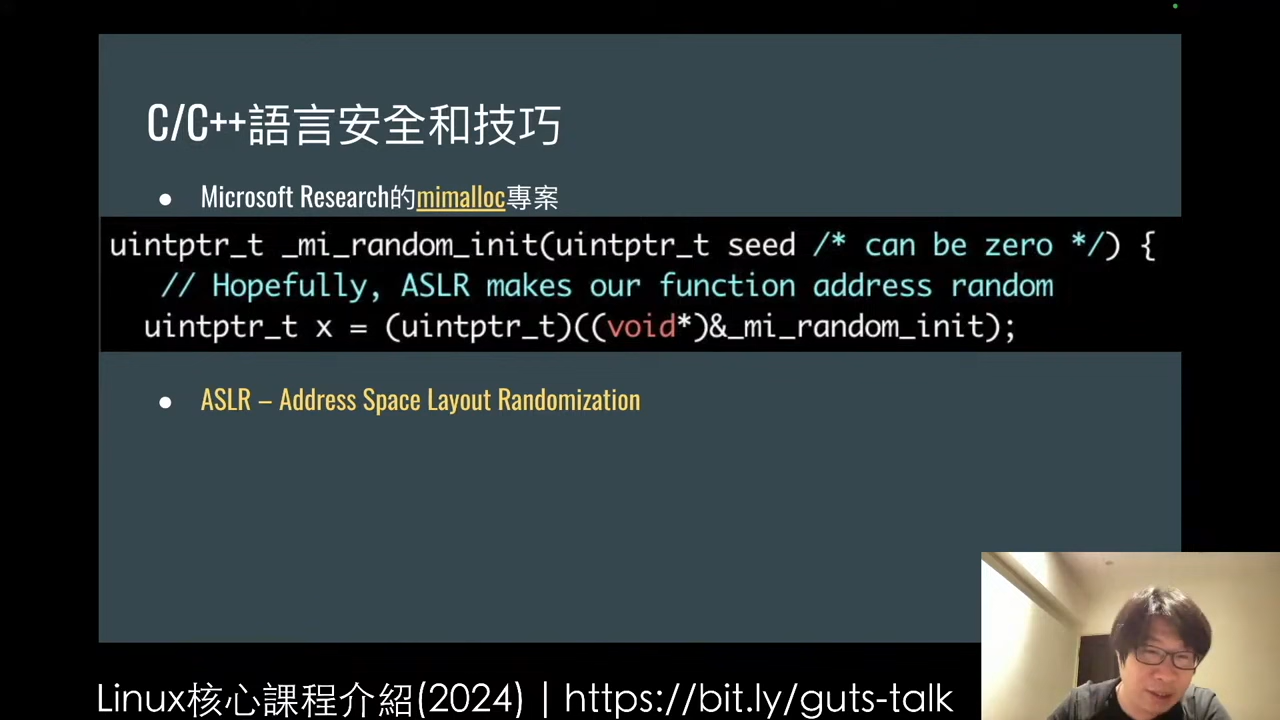 C/C++語言安全和技巧
● Microsoft Research的mimalloc專案
uintptr_t _mi_random_init(uintptr_t seed /* can be zero */) {
// Hopefully, ASLR makes our function address random
uintptr_t x = (uintptr_t)((void*)&_mi_random_init);
● ASLR – Address Space Layout Randomization
Linux核心課程介紹(2024) | https://bit.ly/guts-talk